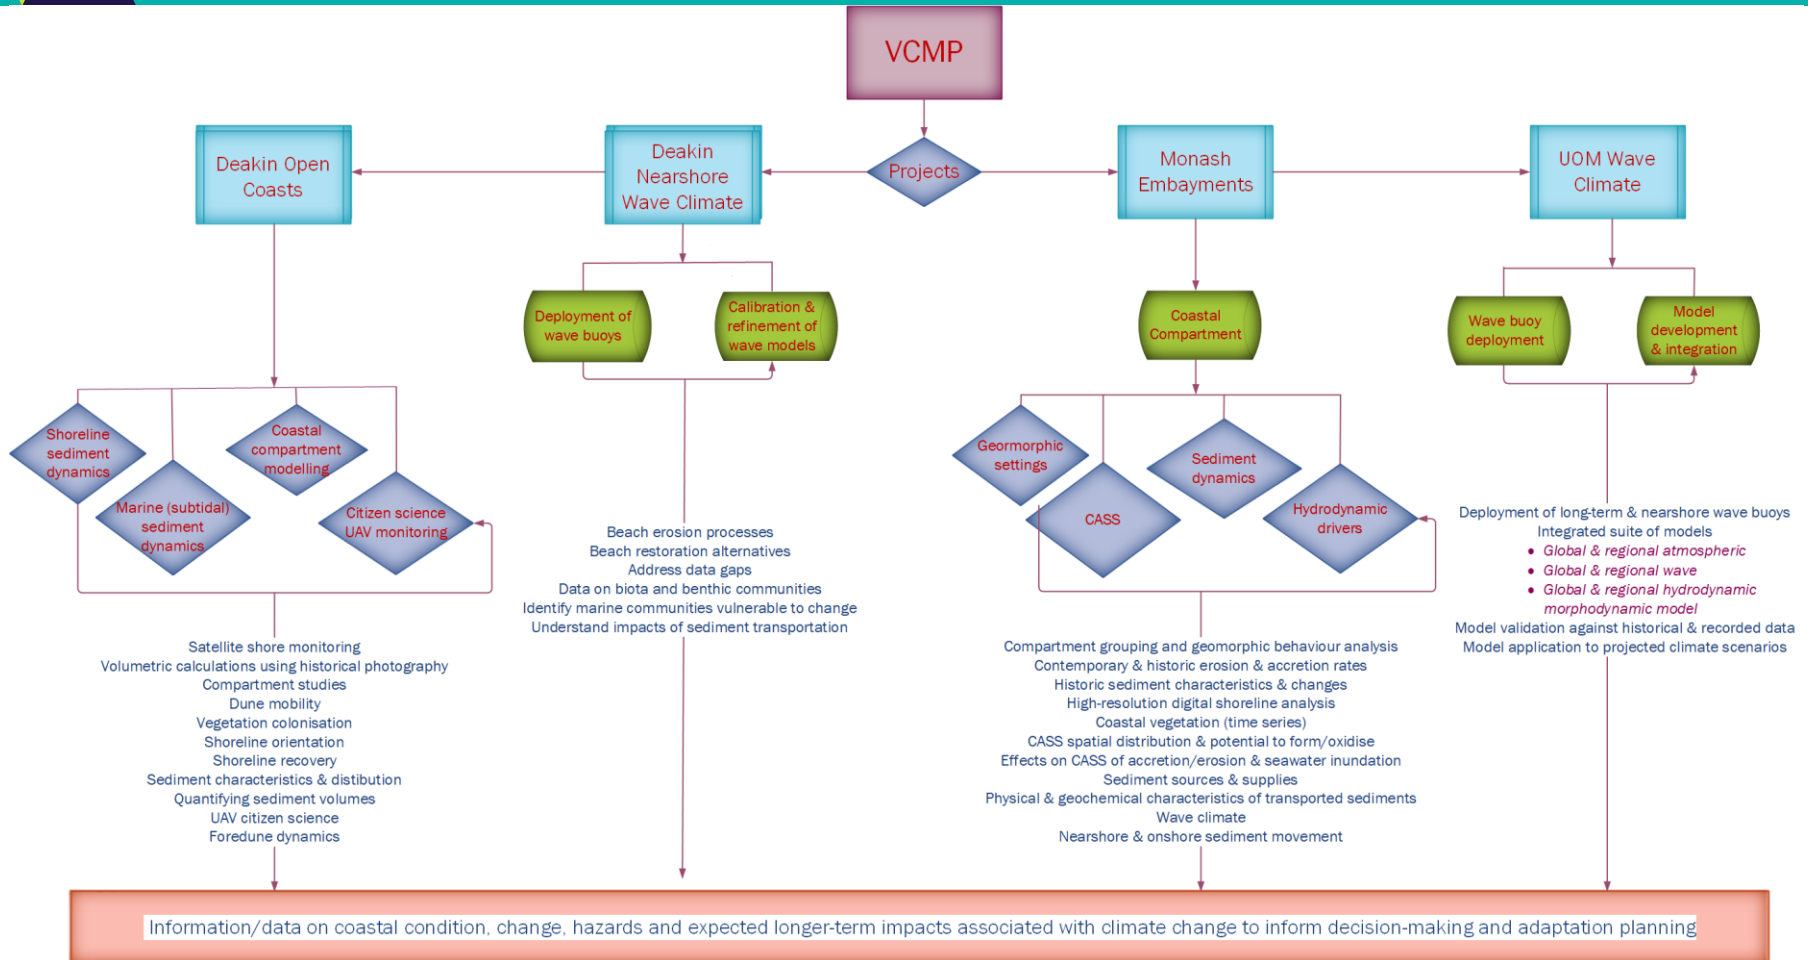 VCMP
Projects
Deakin Open
Coasts
Deakin
Nearshore
Wave Climate
Monash
Embayments
UOM Wave
Climate
Deployment of
wave buoys
Calibration &
refinement of
wave models
Coastal
Compartment
Wave buoy
deployment
Model
development
& integration
Shoreline
sediment
dynamics
Marine (subtidal)
sediment
dynamics
Coastal
compartment
modelling
Citizen science
UAV monitoring
Geormorphic
settings
CASS
Sediment
dynamics
Hydrodynamic
drivers
Satellite shore monitoring
Volumetric calculations using historical photography
Compartment studies
Dune mobility
Vegetation colonisation
Shoreline orientation
Shoreline recovery
Sediment characteristics & distibution
Quantifying sediment volumes
UAV citizen science
Foredune dynamics
Beach erosion processes
Beach restoration alternatives
Address data gaps
Data on biota and benthic communities
Identify marine communities vulnerable to change
Understand impacts of sediment transportation
Compartment grouping and geomorphic behaviour analysis
Contemporary & historic erosion & accretion rates
Historic sediment characteristics & changes
High-resolution digital shoreline analysis
Coastal vegetation (time series)
CASS spatial distribution & potential to form/oxidise
Effects on CASS of accretion/erosion & seawater inundation
Sediment sources & supplies
Physical & geochemical characteristics of transported sediments
Wave climate
Nearshore & onshore sediment movement
Deployment of long-term & nearshore wave buoys
Integrated suite of models
• Global & regional atmospheric
• Global & regional wave
• Global & regional hydrodynamic
morphodynamic model
Model validation against historical & recorded data
Model application to projected climate scenarios
Information/data on coastal condition, change, hazards and expected longer-term impacts associated with climate change to inform decision-making and adaptation planning